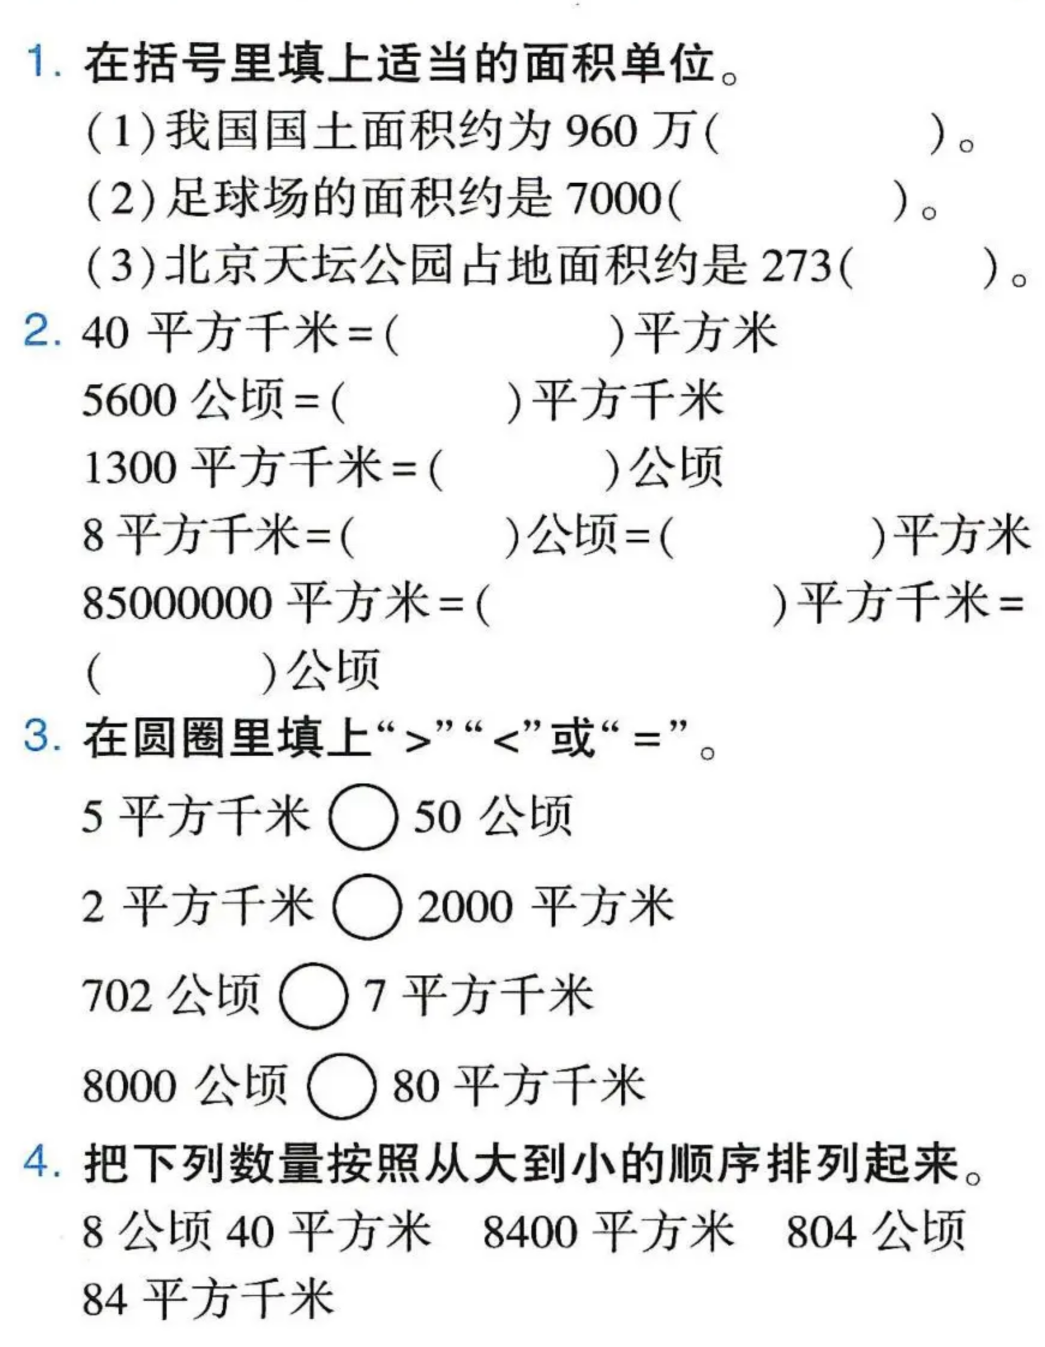 1. 在括号里填上适当的面积单位。
(1)我国国土面积约为 960 万(　　　　)。
(2)足球场的面积约是 7000(　　　　)。
(3)北京天坛公园占地面积约是 273(　　　)。
2. 40 平方千米=(　　　　)平方米
5600 公顷=(　　　)平方千米
1300 平方千米=(　　　)公顷
8 平方千米=(　　　)公顷=(　　　　)平方米
85000000 平方米=(　　　　　)平方千米=
(　　　)公顷
3. 在圆圈里填上“>”“<”或“=”。
5 平方千米 ○ 50 公顷
2 平方千米 ○ 2000 平方米
702 公顷 ○ 7 平方千米
8000 公顷 ○ 80 平方千米
4. 把下列数量按照从大到小的顺序排列起来。
8 公顷 40 平方米　8400 平方米　804 公顷
84 平方千米